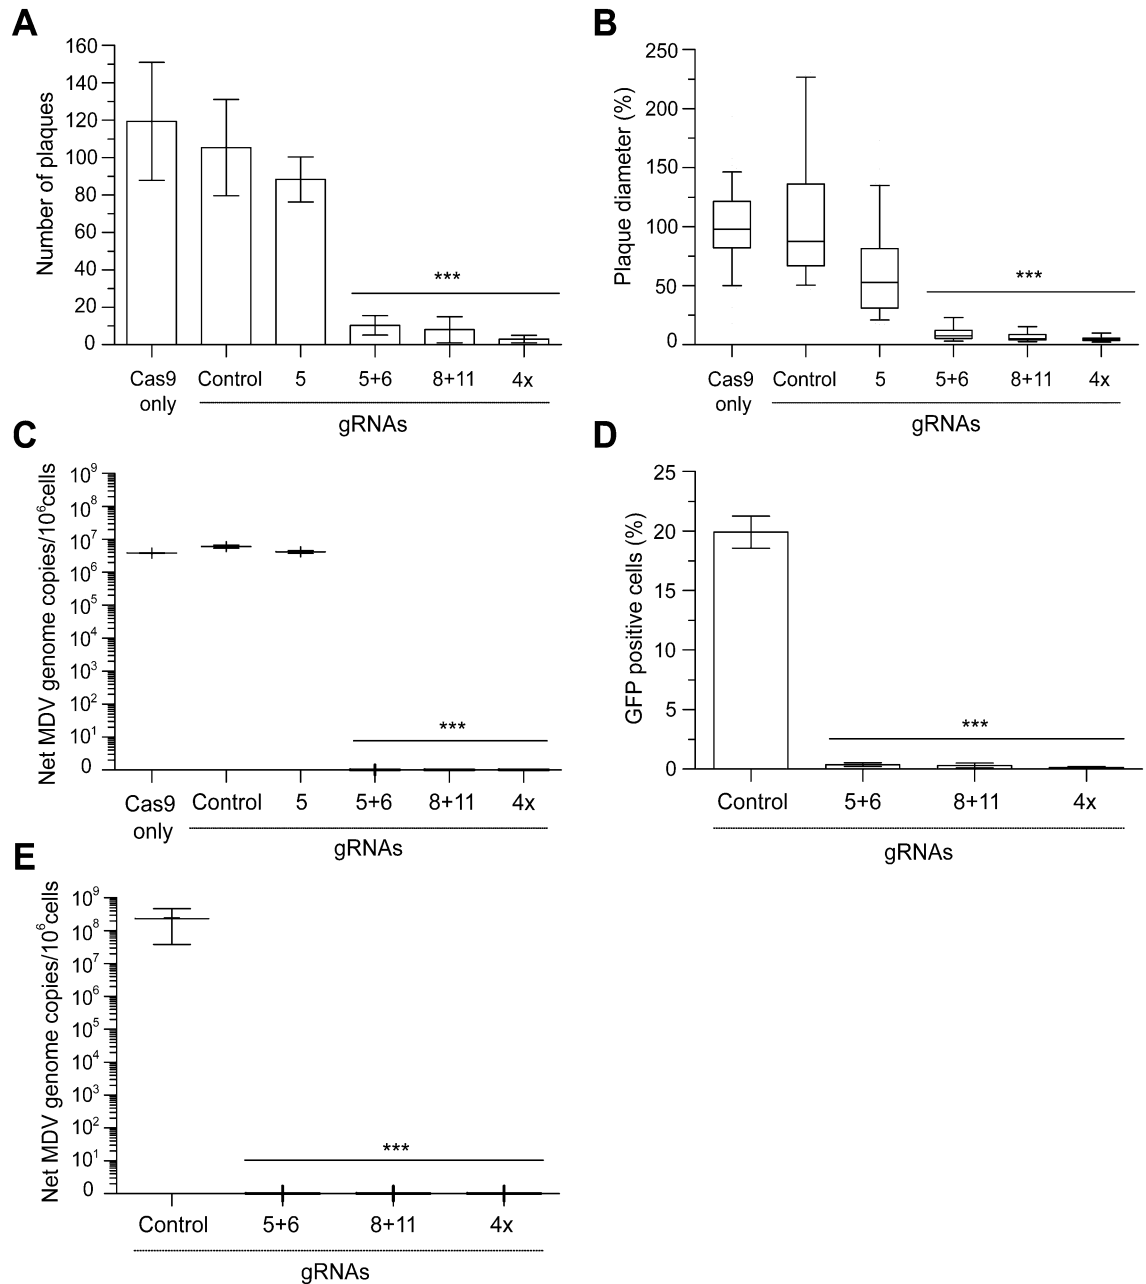 A
Number of plaques
160
140
120
100
80
60
40
20
0
***
Cas9 only
Control
5
5+6
8+11
4x
gRNAs
B
Plaque diameter (%)
250
200
150
100
50
0
***
Cas9 only
Control
5
5+6
8+11
4x
gRNAs
C
Net MDV genome copies/10^6cells
10^9
10^8
10^7
10^6
10^5
10^4
10^3
10^2
10^1
0
***
Cas9 only
Control
5
5+6
8+11
4x
gRNAs
D
GFP positive cells (%)
25
20
15
10
5
0
***
Control
5+6
8+11
4x
gRNAs
E
Net MDV genome copies/10^6cells
10^9
10^8
10^7
10^6
10^5
10^4
10^3
10^2
10^1
0
***
Control
5+6
8+11
4x
gRNAs